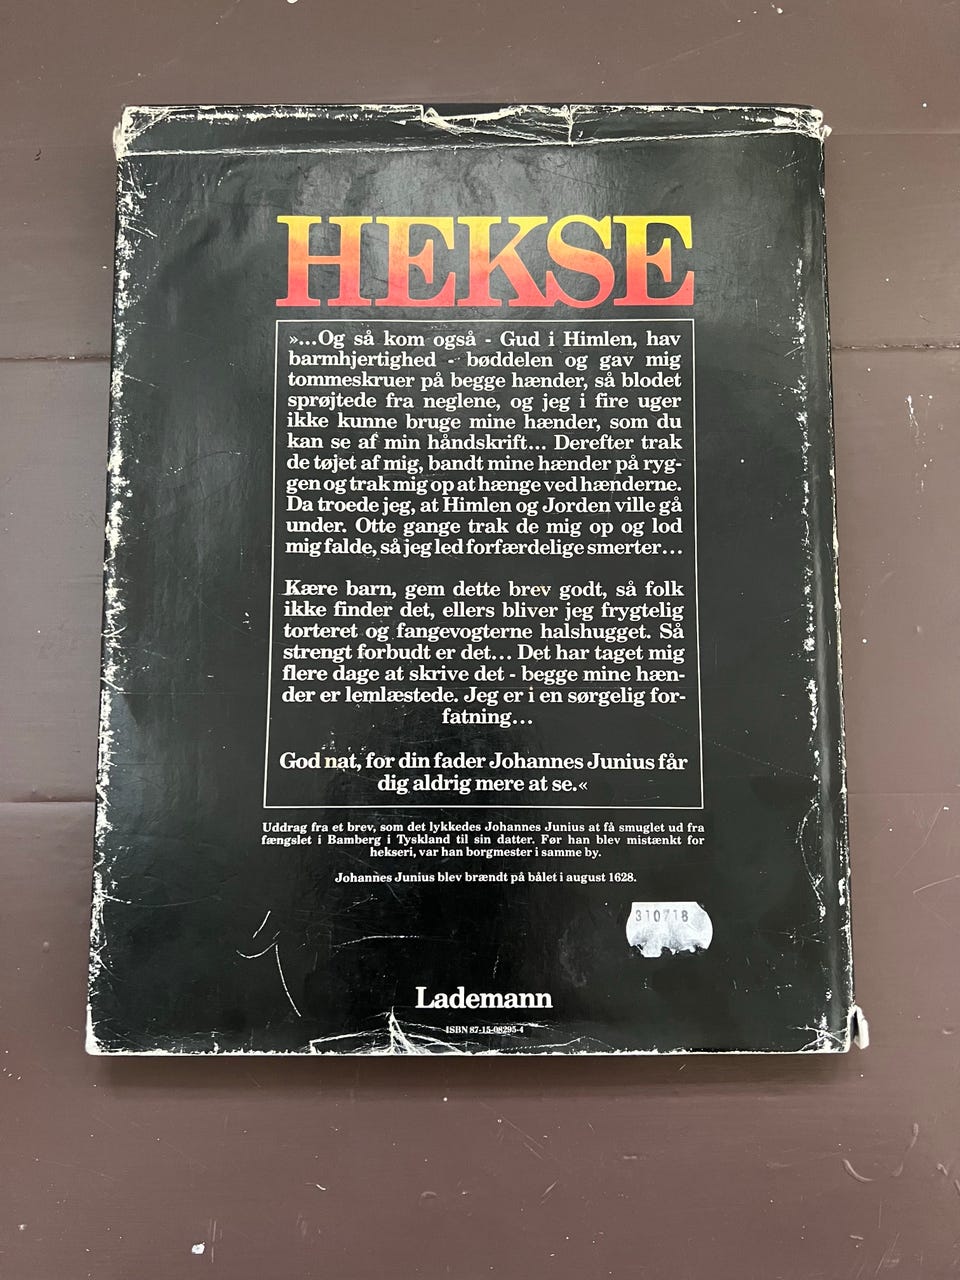 HEKSE
»...Og så kom også - Gud i Himlen, hav
barmhjertighed - bøddelen og gav mig
tommeskruer på begge hænder, så blodet
sprøjtede fra neglene, og jeg i fire uger
ikke kunne bruge mine hænder, som du
kan se af min håndskrift... Derefter trak
de tøjet af mig, bandt mine hænder på ryg-
gen og trak mig op at hænge ved hænderne.
Da troede jeg, at Himlen og Jorden ville gå
under. Otte gange trak de mig op og lod
mig falde, så jeg led forfærdelige smerter...
Kære barn, gem dette brev godt, så folk
ikke finder det, ellers bliver jeg frygtelig
torteret og fangevogterne halshugget. Så
strengt forbudt er det... Det har taget mig
flere dage at skrive det - begge mine hæn-
der er lemlæstede. Jeg er i en sørgelig for-
fatning...
God nat, for din fader Johannes Junius får
dig aldrig mere at se.«
Uddrag fra et brev, som det lykkedes Johannes Junius at få smuglet ud fra
fængslet i Bamberg i Tyskland til sin datter. Før han blev mistænkt for
hekseri, var han borgmester i samme by.
Johannes Junius blev brændt på bålet i august 1628.
310718
Lademann
ISBN 87-15-08295-4